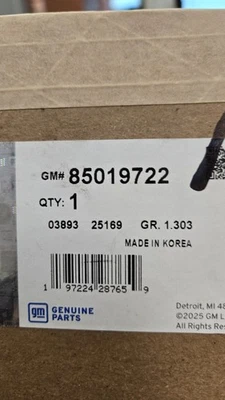 GM# 85019722
QTY: 1
03893 25169 GR. 1.303
MADE IN KOREA
1 97224 28765 9
gm GENUINE PARTS
Detroit, MI 48
©2025 GM L
All Rights Res